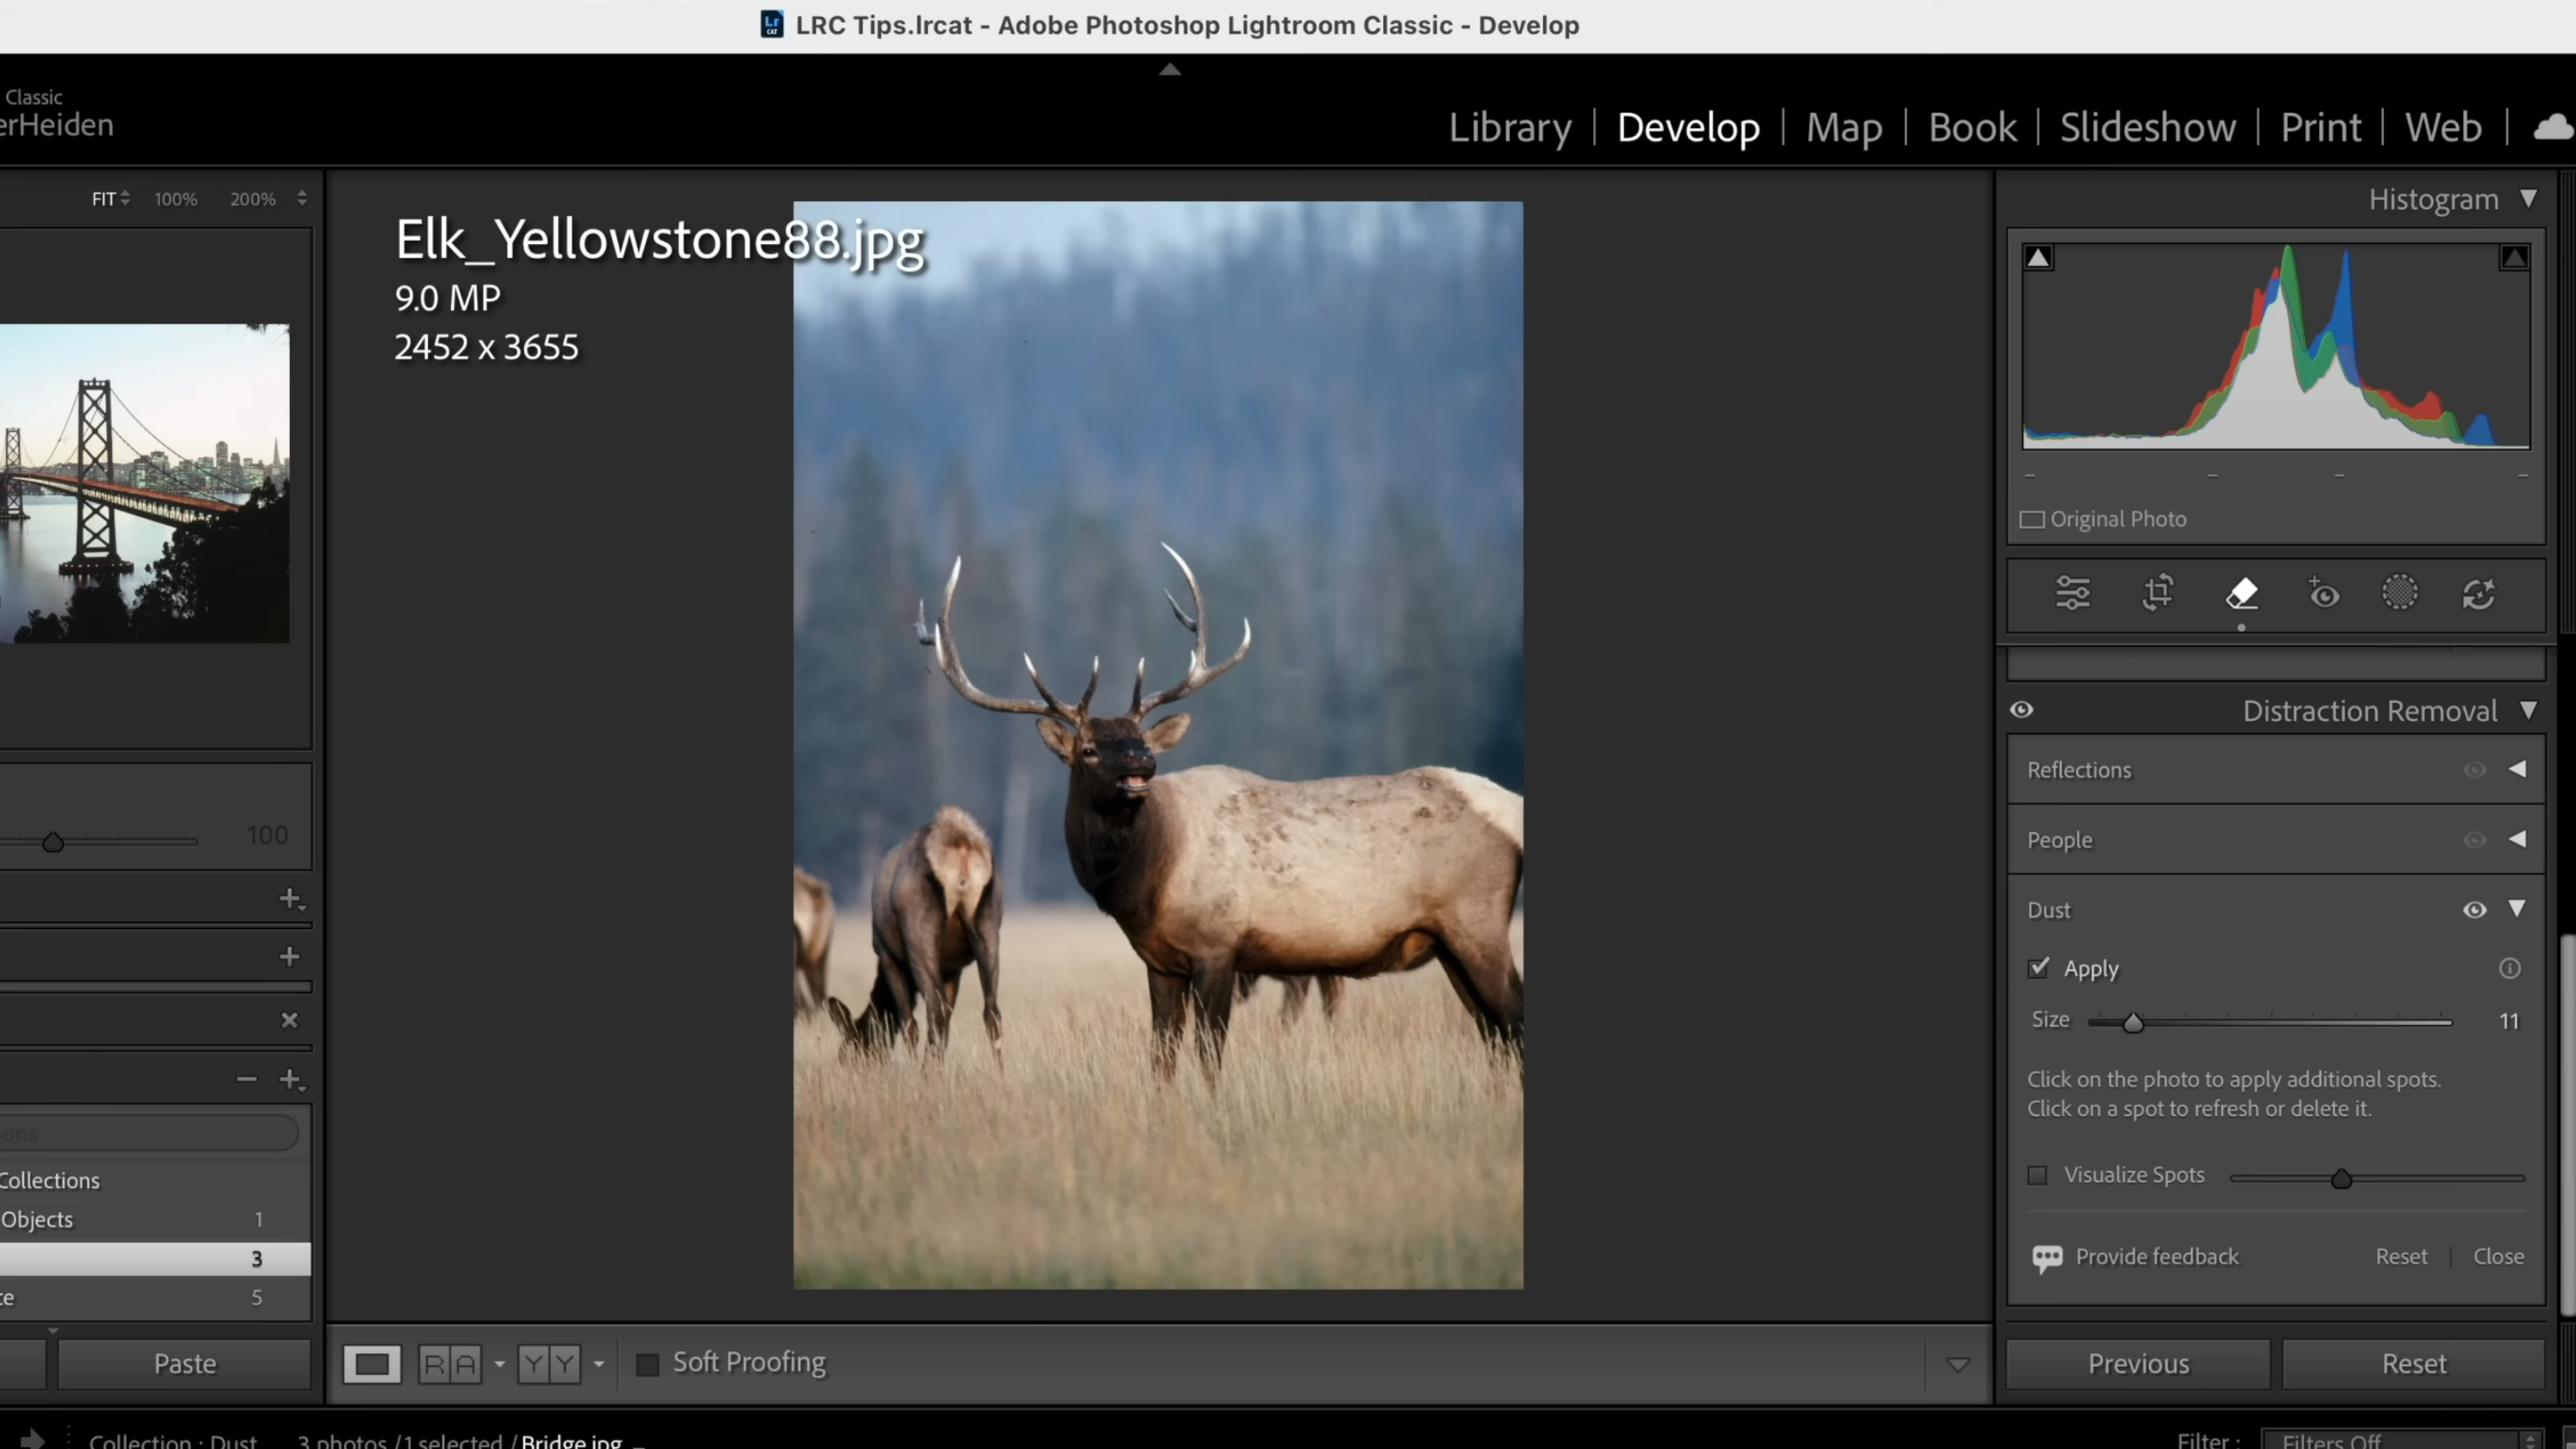 LRC Tips.lrcat - Adobe Photoshop Lightroom Classic - Develop
Classic
erHeiden
Library | Develop | Map | Book | Slideshow | Print | Web |
FIT 100% 200%
Elk_Yellowstone88.jpg
9.0 MP
2452 x 3655
Histogram
Original Photo
Distraction Removal
Reflections
People
100
Dust
Apply
Size 11
Click on the photo to apply additional spots.
Click on a spot to refresh or delete it.
ons
Collections
Visualize Spots
Objects 1
3
Provide feedback Reset | Close
te 5
Paste
R A Y Y Soft Proofing
Previous Reset
Collection : Dust 3 photos / 1 selected / Bridge.jpg
Filter : Filters Off